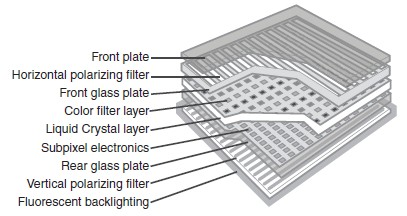 Front plate
Horizontal polarizing filter
Front glass plate
Color filter layer
Liquid Crystal layer
Subpixel electronics
Rear glass plate
Vertical polarizing filter
Fluorescent backlighting